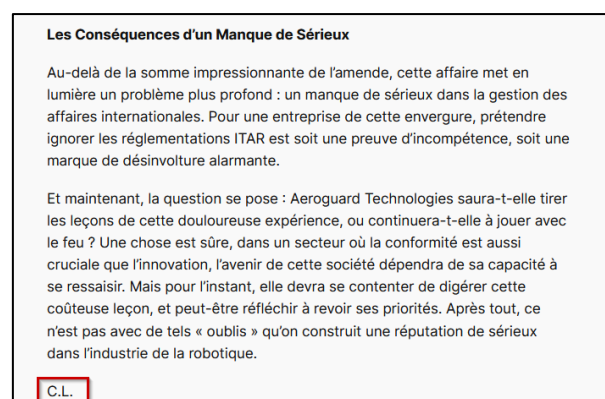 Les Conséquences d’un Manque de Sérieux
Au-delà de la somme impressionnante de l’amende, cette affaire met en
lumière un problème plus profond : un manque de sérieux dans la gestion des
affaires internationales. Pour une entreprise de cette envergure, prétendre
ignorer les réglementations ITAR est soit une preuve d’incompétence, soit une
marque de désinvolture alarmante.
Et maintenant, la question se pose : Aeroguard Technologies saura-t-elle tirer
les leçons de cette douloureuse expérience, ou continuera-t-elle à jouer avec
le feu ? Une chose est sûre, dans un secteur où la conformité est aussi
cruciale que l’innovation, l’avenir de cette société dépendra de sa capacité à
se ressaisir. Mais pour l’instant, elle devra se contenter de digérer cette
coûteuse leçon, et peut-être réfléchir à revoir ses priorités. Après tout, ce
n’est pas avec de tels « oublis » qu’on construit une réputation de sérieux
dans l’industrie de la robotique.
C.L.